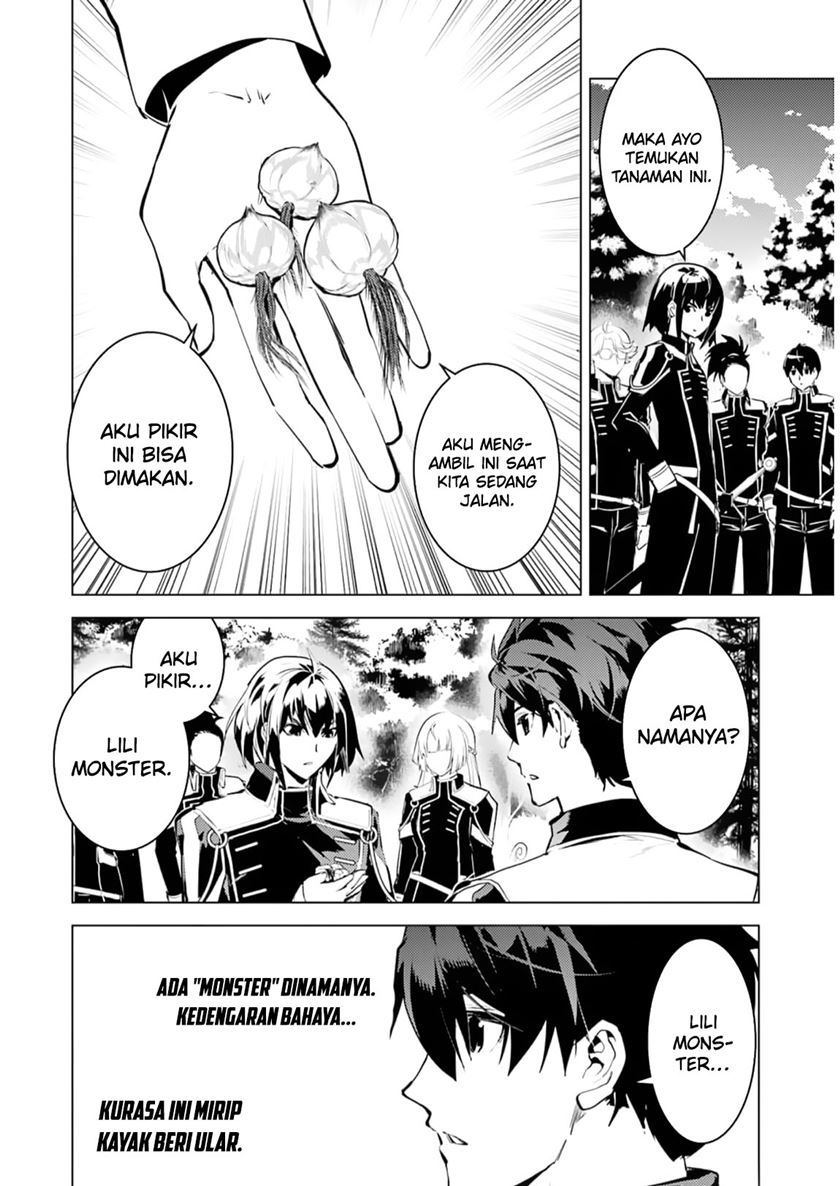 MAKA AYO
TEMUKAN
TANAMAN INI.
AKU MENG-
AMBIL INI SAAT
KITA SEDANG
JALAN.
AKU PIKIR
INI BISA
DIMAKAN.
APA
NAMANYA?
AKU
PIKIR...
LILI
MONSTER.
LILI
MONS-
TER...
ADA "MONSTER" DINAMANYA.
KEDENGARAN BAHAYA...
KURASA INI MIRIP
KAYAK BERI ULAR.